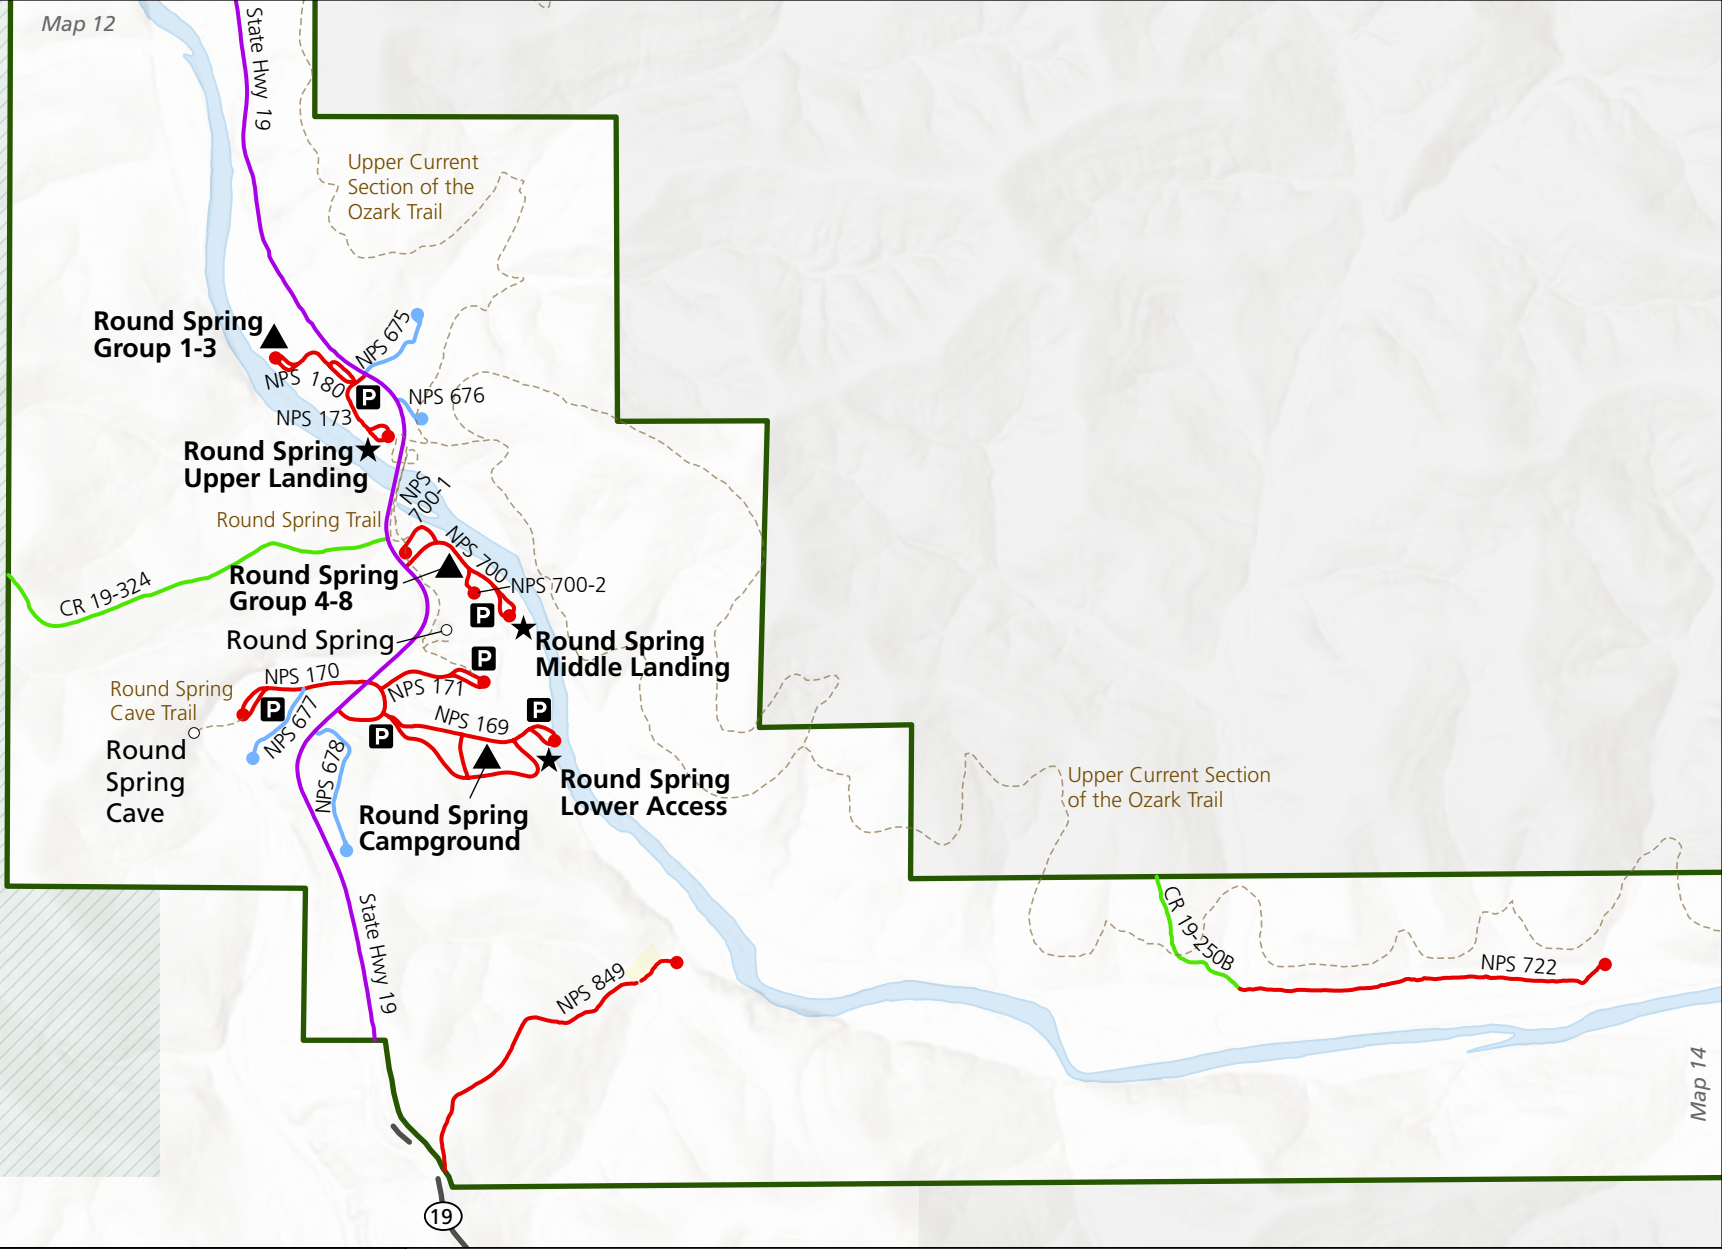 Map 12
State Hwy 19
Upper Current
Section of the
Ozark Trail
Round Spring
Group 1-3
NPS 675
NPS 180
P
NPS 676
NPS 173
Round Spring
Upper Landing
NPS
700-1
Round Spring Trail
NPS 700
CR 19-324
Round Spring
Group 4-8
NPS 700-2
P
Round Spring
Round Spring
Middle Landing
P
NPS 170
NPS 171
Round Spring
Cave Trail
P
NPS 677
NPS 169
P
P
Round
Spring
Cave
NPS 678
Round Spring
Lower Access
Round Spring
Campground
Upper Current Section
of the Ozark Trail
State Hwy 19
CR 19-250B
NPS 722
NPS 849
Map 14
19